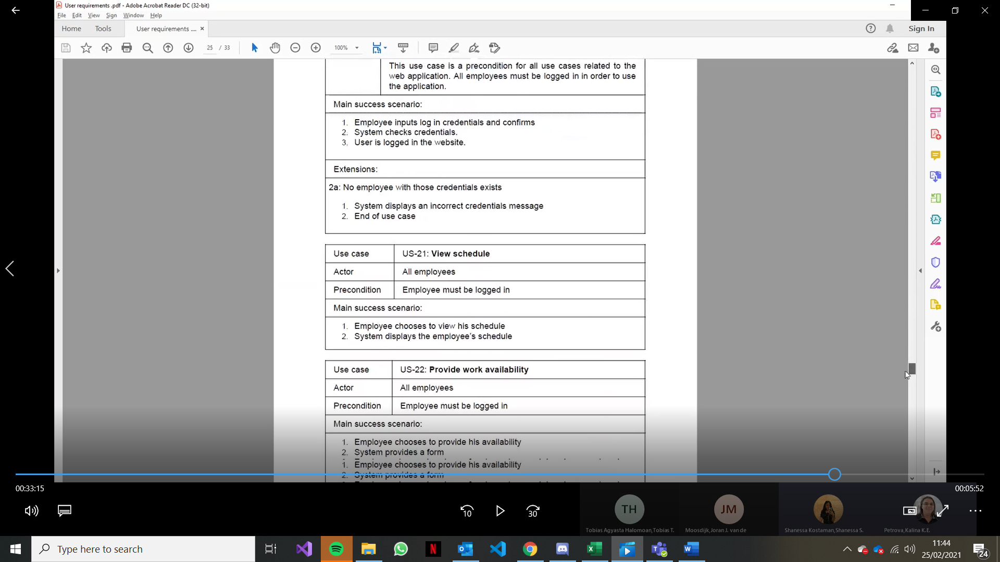 User requirements .pdf - Adobe Acrobat Reader DC (32-bit)
File Edit View Sign Window Help
Home Tools User requirements .... × Sign In
25 / 33 100%
This use case is a precondition for all use cases related to the
web application. All employees must be logged in in order to use
the application.
Main success scenario:
1. Employee inputs log in credentials and confirms
2. System checks credentials.
3. User is logged in the website.
Extensions:
2a: No employee with those credentials exists
1. System displays an incorrect credentials message
2. End of use case
Use case US-21: View schedule
Actor All employees
Precondition Employee must be logged in
Main success scenario:
1. Employee chooses to view his schedule
2. System displays the employee's schedule
Use case US-22: Provide work availability
Actor All employees
Precondition Employee must be logged in
Main success scenario:
1. Employee chooses to provide his availability
2. System provides a form
1. Employee chooses to provide his availability
2. System provides a form
00:33:15 00:05:52
10 30
TH JM
Tobias Agyasta Halomoan,Tobias T. Moosdijk,Joran J. van de Shanessa Kostaman,Shanessa S. Petrova,Kalina K.E.
Type here to search
11:44
25/02/2021
24